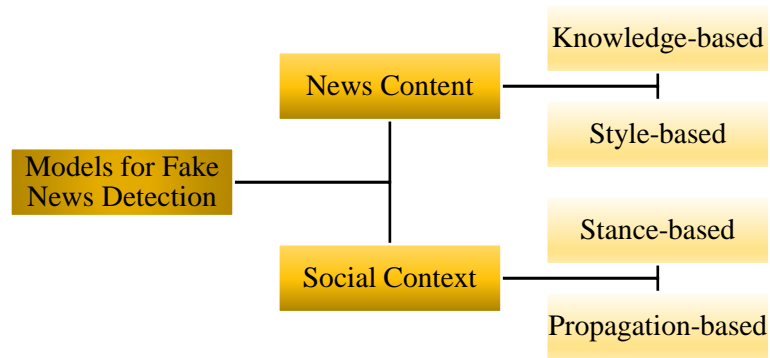 Models for Fake
News Detection
News Content
Knowledge-based
Style-based
Social Context
Stance-based
Propagation-based